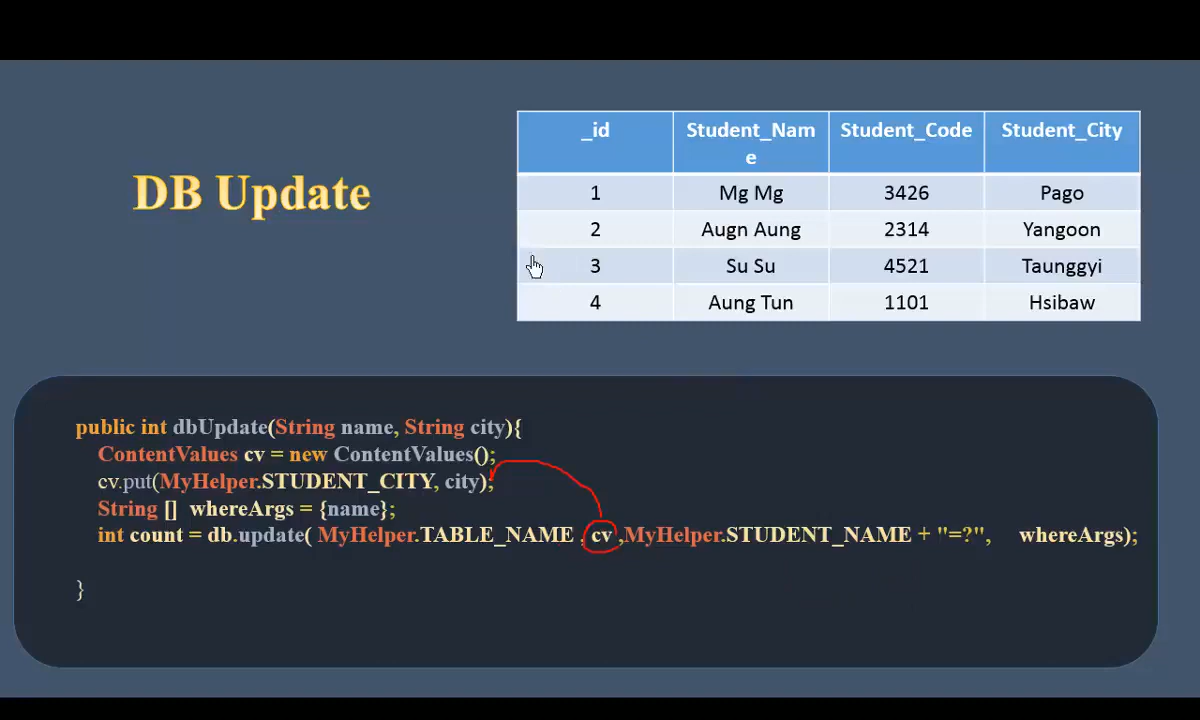 DB Update
_id Student_Nam Student_Code Student_City
e
1 Mg Mg 3426 Pago
2 Augn Aung 2314 Yangoon
3 Su Su 4521 Taunggyi
4 Aung Tun 1101 Hsibaw
public int dbUpdate(String name, String city){
ContentValues cv = new ContentValues();
cv.put(MyHelper.STUDENT_CITY, city);
String [] whereArgs = {name};
int count = db.update( MyHelper.TABLE_NAME , cv ,MyHelper.STUDENT_NAME + "=?", whereArgs);
}